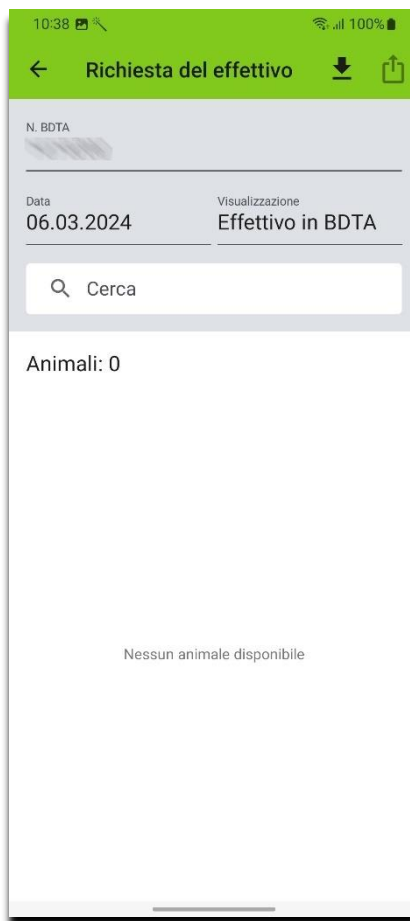 10:38 100%
Richiesta del effettivo
N. BDTA
Data Visualizzazione
06.03.2024 Effettivo in BDTA
Cerca
Animali: 0
Nessun animale disponibile